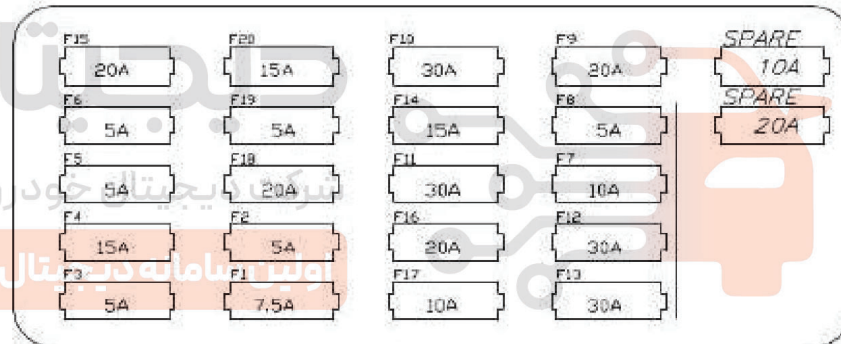 F15 F20 F10 F9 SPARE
20A 15A 30A 20A 10A
F6 F19 F14 F8 SPARE
5A 5A 15A 5A 20A
F5 F18 F11 F7
5A 20A 30A 10A
F4 F2 F16 F12
15A 5A 20A 30A
F3 F1 F17 F13
5A 7.5A 10A 30A
شرکت دیجیتال خودرو
اولین سامانه دیجیتال